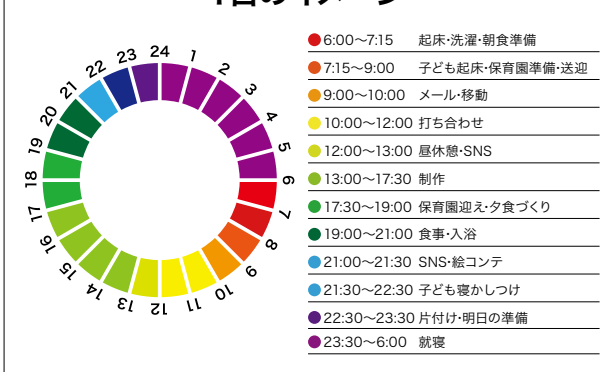 6:00〜7:15 起床・洗濯・朝食準備
7:15〜9:00 子ども起床・保育園準備・送迎
9:00〜10:00 メール・移動
10:00〜12:00 打ち合わせ
12:00〜13:00 昼休憩・SNS
13:00〜17:30 制作
17:30〜19:00 保育園迎え・夕食づくり
19:00〜21:00 食事・入浴
21:00〜21:30 SNS・絵コンテ
21:30〜22:30 子ども寝かしつけ
22:30〜23:30 片付け・明日の準備
23:30〜6:00 就寝
24
1
2
3
4
5
6
7
8
9
10
11
12
13
14
15
16
17
18
19
20
21
22
23